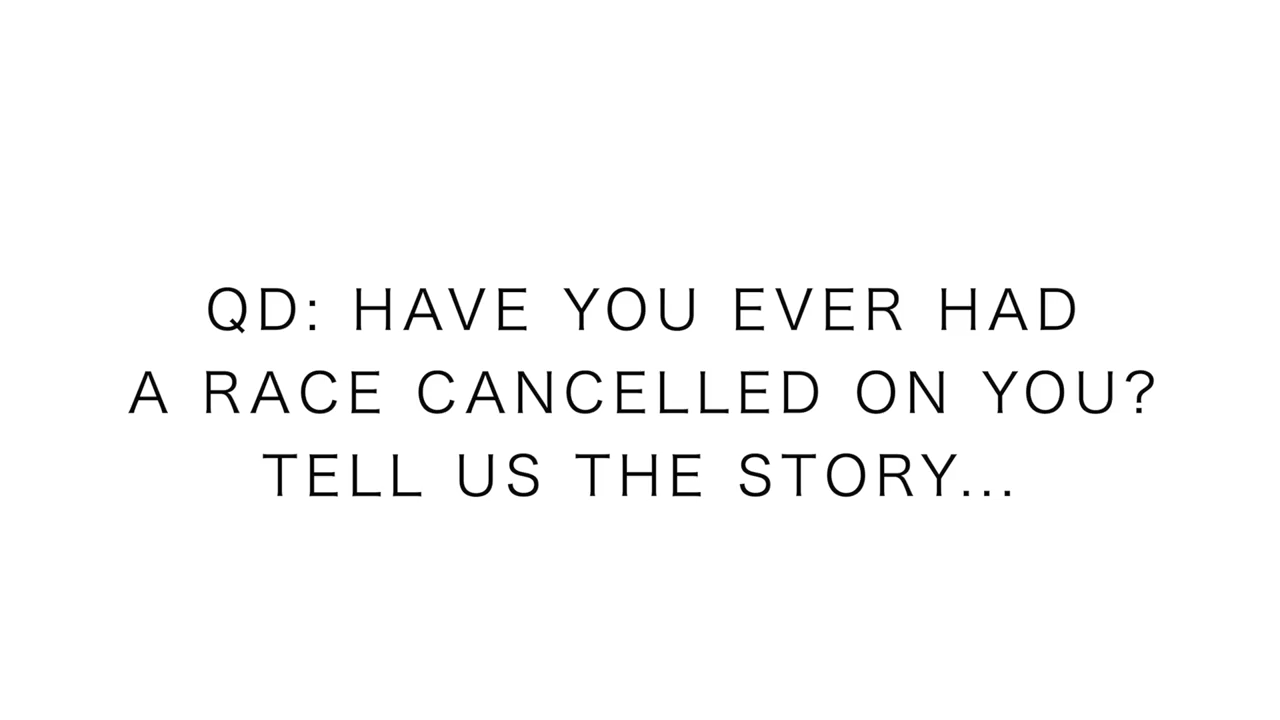 QD: HAVE YOU EVER HAD
A RACE CANCELLED ON YOU?
TELL US THE STORY...